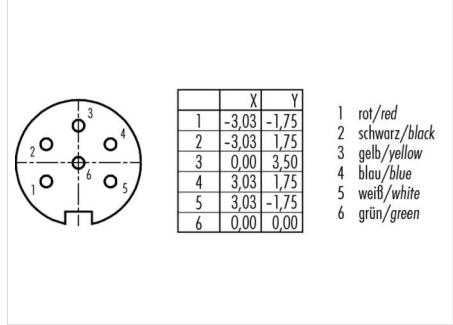 3
4
2
6
1
5
X Y
1 -3,03 -1,75
2 -3,03 1,75
3 0,00 3,50
4 3,03 1,75
5 3,03 -1,75
6 0,00 0,00
1 rot/red
2 schwarz/black
3 gelb/yellow
4 blau/blue
5 weiß/white
6 grün/green